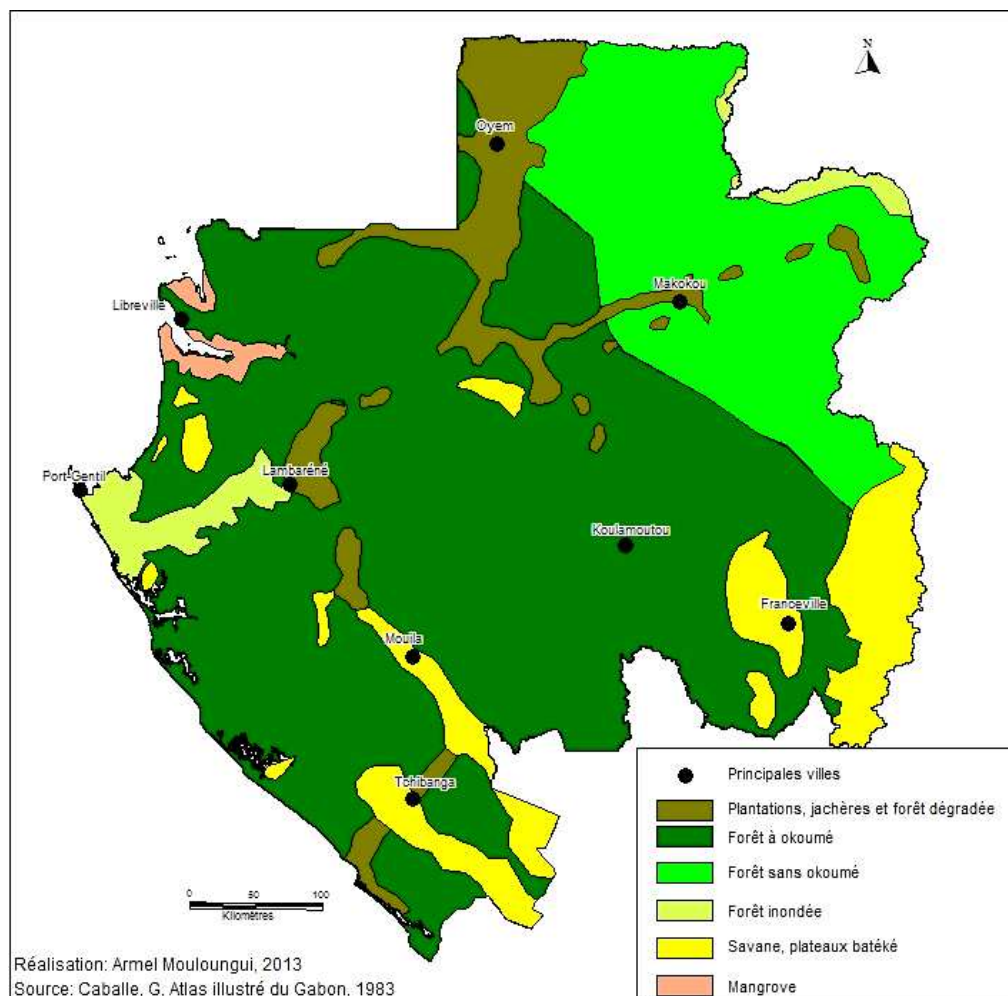 N
Oyem
Makokou
Libreville
Port-Gentil
Lambaréné
Koulamoutou
Franceville
Mouila
Tchibanga
0 50 100
Kilomètres
Principales villes
Plantations, jachères et forêt dégradée
Forêt à okoumé
Forêt sans okoumé
Forêt inondée
Savane, plateaux batéké
Mangrove
Réalisation: Armel Mouloungui, 2013
Source: Caballe, G, Atlas illustré du Gabon, 1983